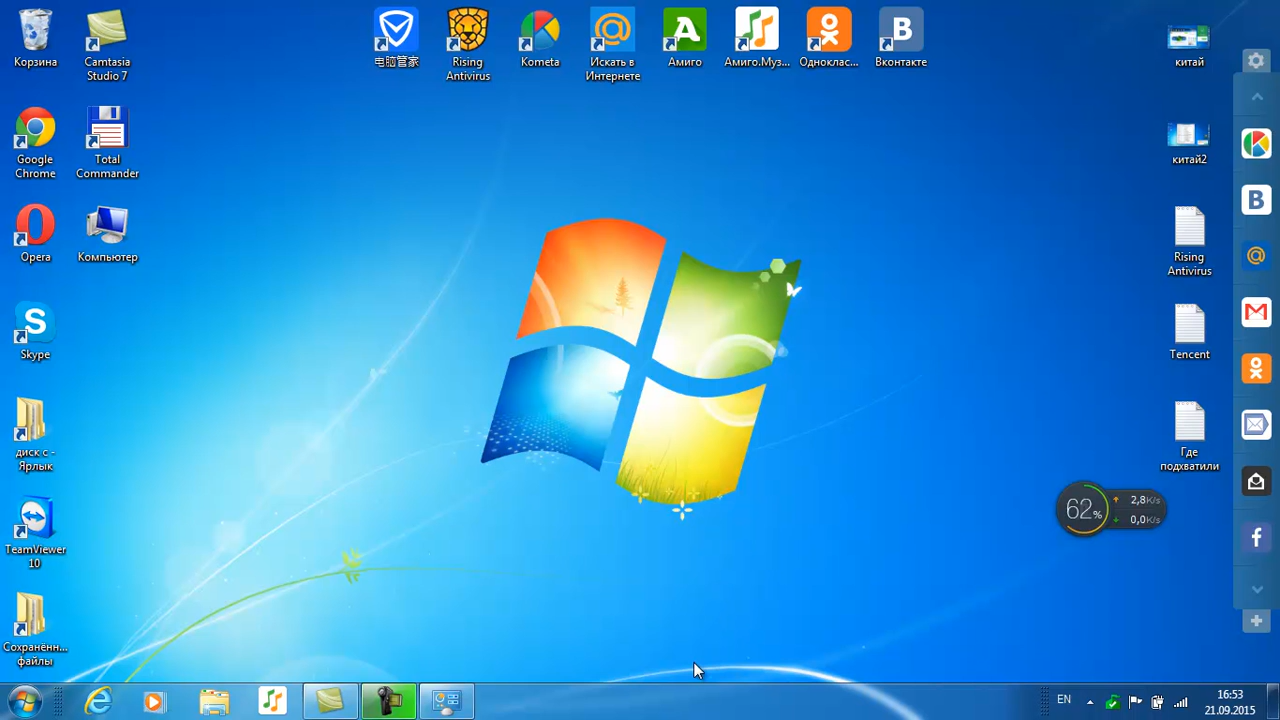 Корзина
Camtasia
Studio 7
电脑管家
Rising
Antivirus
Kometa
Искать в
Интернете
Амиго
Амиго.Муз...
Одноклас...
Вконтакте
китай
Google
Chrome
Total
Commander
китай2
Opera
Компьютер
Rising
Antivirus
Skype
Tencent
диск с -
Ярлык
Где
подхватили
62%
2,8K/s
0,0K/s
TeamViewer
10
Сохранённ...
файлы
EN
16:53
21.09.2015